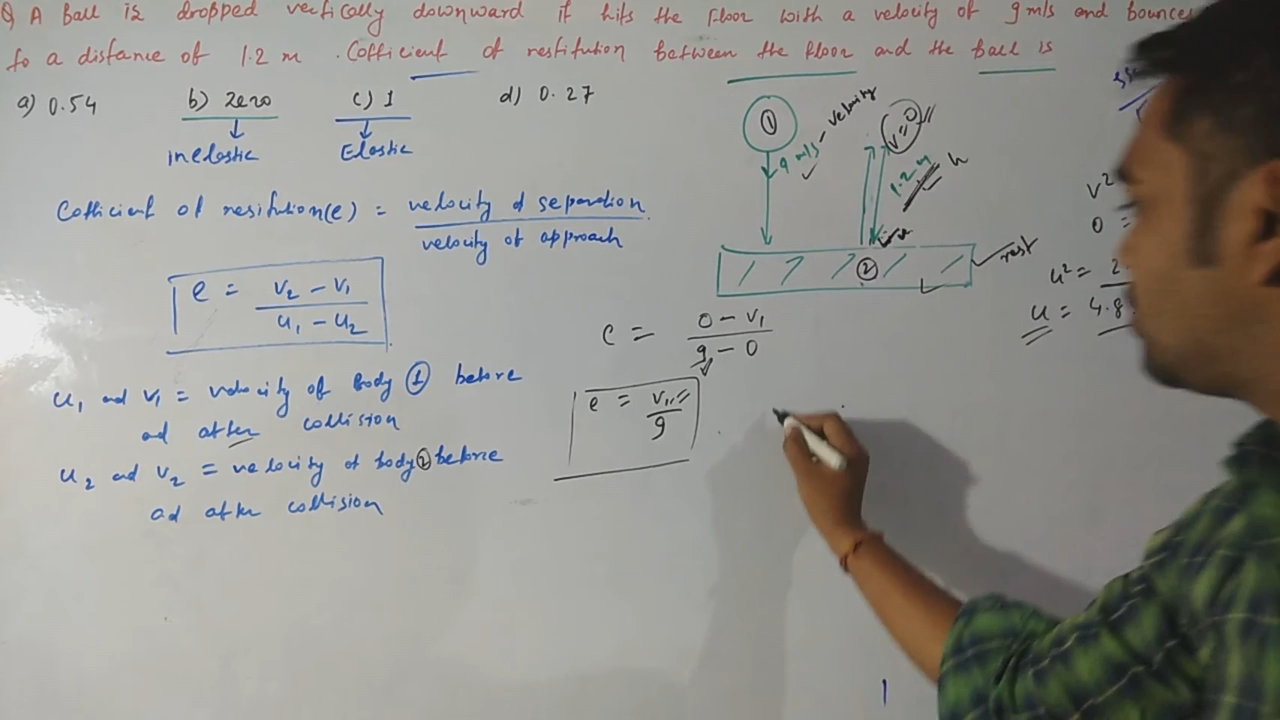 Q A Ball is dropped vertically downward it hits the floor with a velocity of 9 m/s and bounces
to a distance of 1.2 m . Cofficient of restitution between the floor and the ball is
a) 0.54 b) Zero c) 1 d) 0.27
inelastic Elastic
① 9 m/s - velocity
v=0
1.2 m h
u
② rest
Cofficient of resitution(e) = velocity of separation
velocity of approach
e = v₂ - v₁
u₁ - u₂
e = 0 - v₁
9 - 0
e = v₁
9
u₁ and v₁ = velocity of body ① before
ad after collision
u₂ and v₂ = velocity of body ② before
ad after collision
v²
0 =
u² = 2
u = 4.8